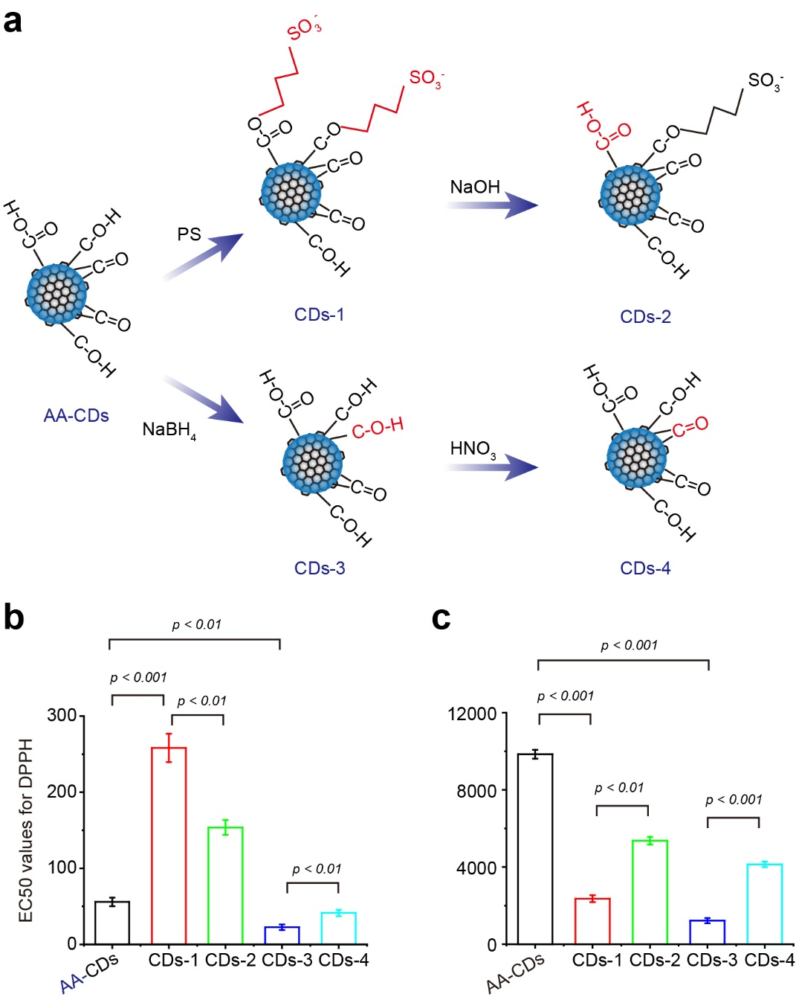 a
SO3-
SO3-
SO3-
O
C=O
C-O
C=O
C=O
C-O-H
H-O
C=O
C-O
C=O
C=O
C-O-H
NaOH
PS
H-O
C=O
C-O-H
C=O
C=O
C-O-H
CDs-1
CDs-2
AA-CDs
NaBH4
H-O
C=O
C-O-H
C-O-H
C=O
C-O-H
HNO3
H-O
C=O
C-O-H
C=O
C=O
C-O-H
CDs-3
CDs-4
b
p < 0.01
p < 0.001
p < 0.01
p < 0.01
EC50 values for DPPH
300
200
100
0
AA-CDs
CDs-1
CDs-2
CDs-3
CDs-4
c
p < 0.001
p < 0.001
p < 0.01
p < 0.001
12000
8000
4000
0
AA-CDs
CDs-1
CDs-2
CDs-3
CDs-4